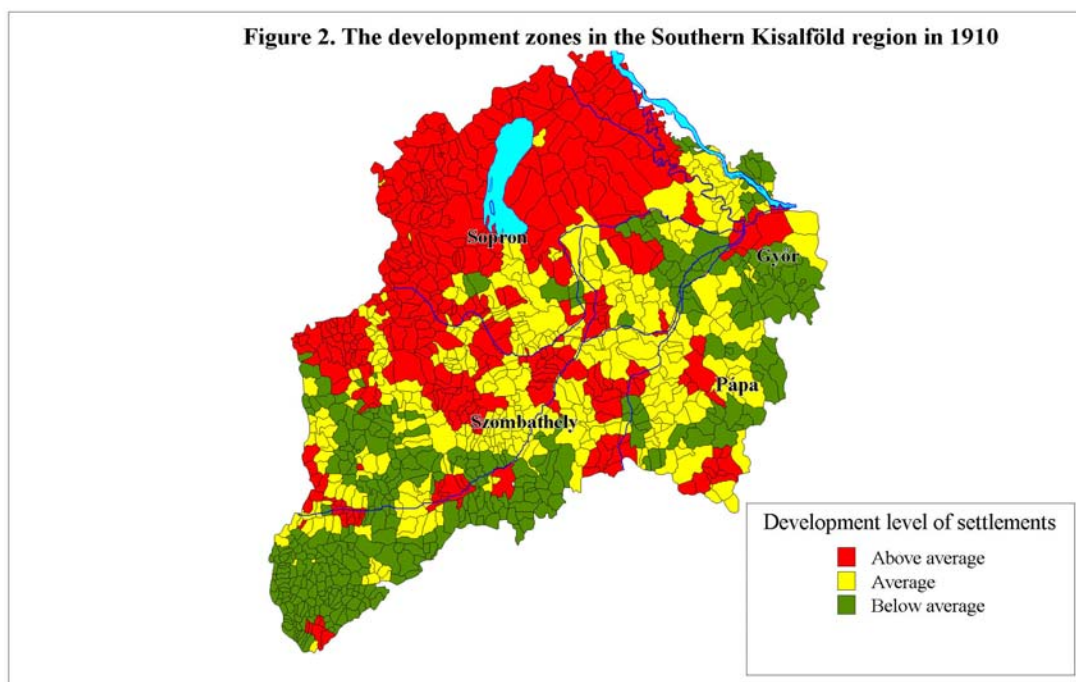 Figure 2. The development zones in the Southern Kisalföld region in 1910
Sopron
Győr
Pápa
Szombathely
Development level of settlements
Above average
Average
Below average